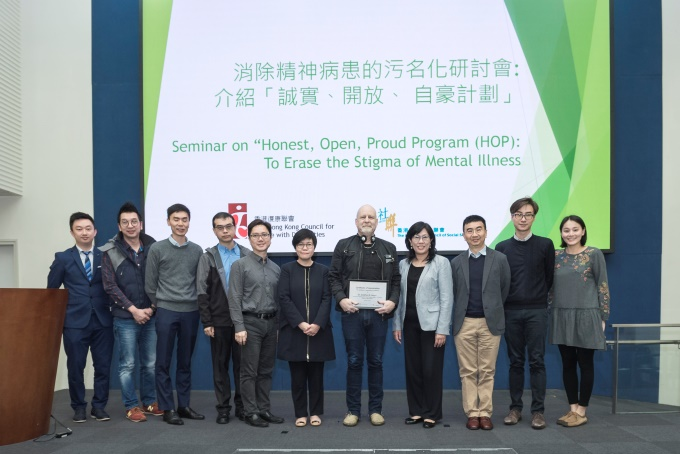 消除精神病患的污名化研討會:
介紹「誠實、開放、 自豪計劃」
Seminar on “Honest, Open, Proud Program (HOP):
To Erase the Stigma of Mental Illness
香港復康聯會
Kong Council for
社聯